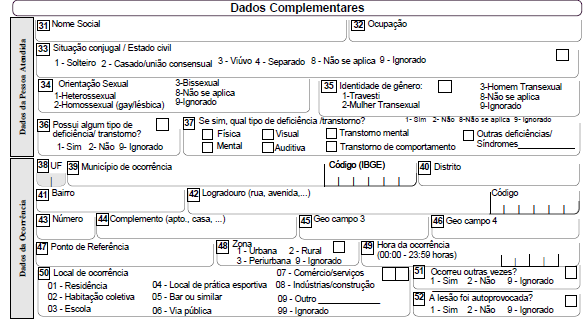 Dados Complementares
Dados da Pessoa Atendida
31 Nome Social
32 Ocupação
33 Situação conjugal / Estado civil
1 - Solteiro 2 - Casado/união consensual 3 - Viúvo 4 - Separado 8 - Não se aplica 9 - Ignorado
34 Orientação Sexual
1-Heterossexual
2-Homossexual (gay/lésbica)
3-Bissexual
8-Não se aplica
9-Ignorado
35 Identidade de gênero:
1-Travesti
2-Mulher Transexual
3-Homem Transexual
8-Não se aplica
9-Ignorado
36 Possui algum tipo de
deficiência/ transtorno?
1- Sim 2- Não 9- Ignorado
37 Se sim, qual tipo de deficiência /transtorno?
1- Sim 2- Não 8-Não se aplica 9- Ignorado
Física Visual Transtorno mental Outras deficiências/
Mental Auditiva Transtorno de comportamento Síndromes
Dados da Ocorrência
38 UF
39 Município de ocorrência
Código (IBGE)
40 Distrito
41 Bairro
42 Logradouro (rua, avenida,...)
Código
43 Número
44 Complemento (apto., casa, ...)
45 Geo campo 3
46 Geo campo 4
47 Ponto de Referência
48 Zona
1 - Urbana 2 - Rural
3 - Periurbana 9 - Ignorado
49 Hora da ocorrência
(00:00 - 23:59 horas)
50 Local de ocorrência
01 - Residência
02 - Habitação coletiva
03 - Escola
04 - Local de prática esportiva
05 - Bar ou similar
06 - Via pública
07 - Comércio/serviços
08 - Indústrias/construção
09 - Outro
99 - Ignorado
51 Ocorreu outras vezes?
1 - Sim 2 - Não 9 - Ignorado
52 A lesão foi autoprovocada?
1 - Sim 2 - Não 9 - Ignorado